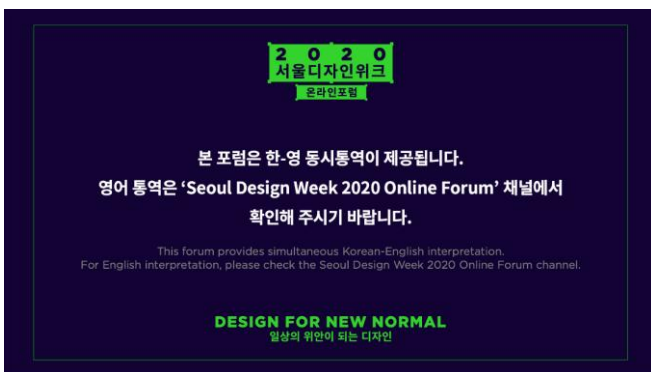 2 0 2 0
서울디자인위크
온라인포럼
본 포럼은 한-영 동시통역이 제공됩니다.
영어 통역은 ‘Seoul Design Week 2020 Online Forum’ 채널에서
확인해 주시기 바랍니다.
This forum provides simultaneous Korean-English interpretation.
For English interpretation, please check the Seoul Design Week 2020 Online Forum channel.
DESIGN FOR NEW NORMAL
일상의 위안이 되는 디자인